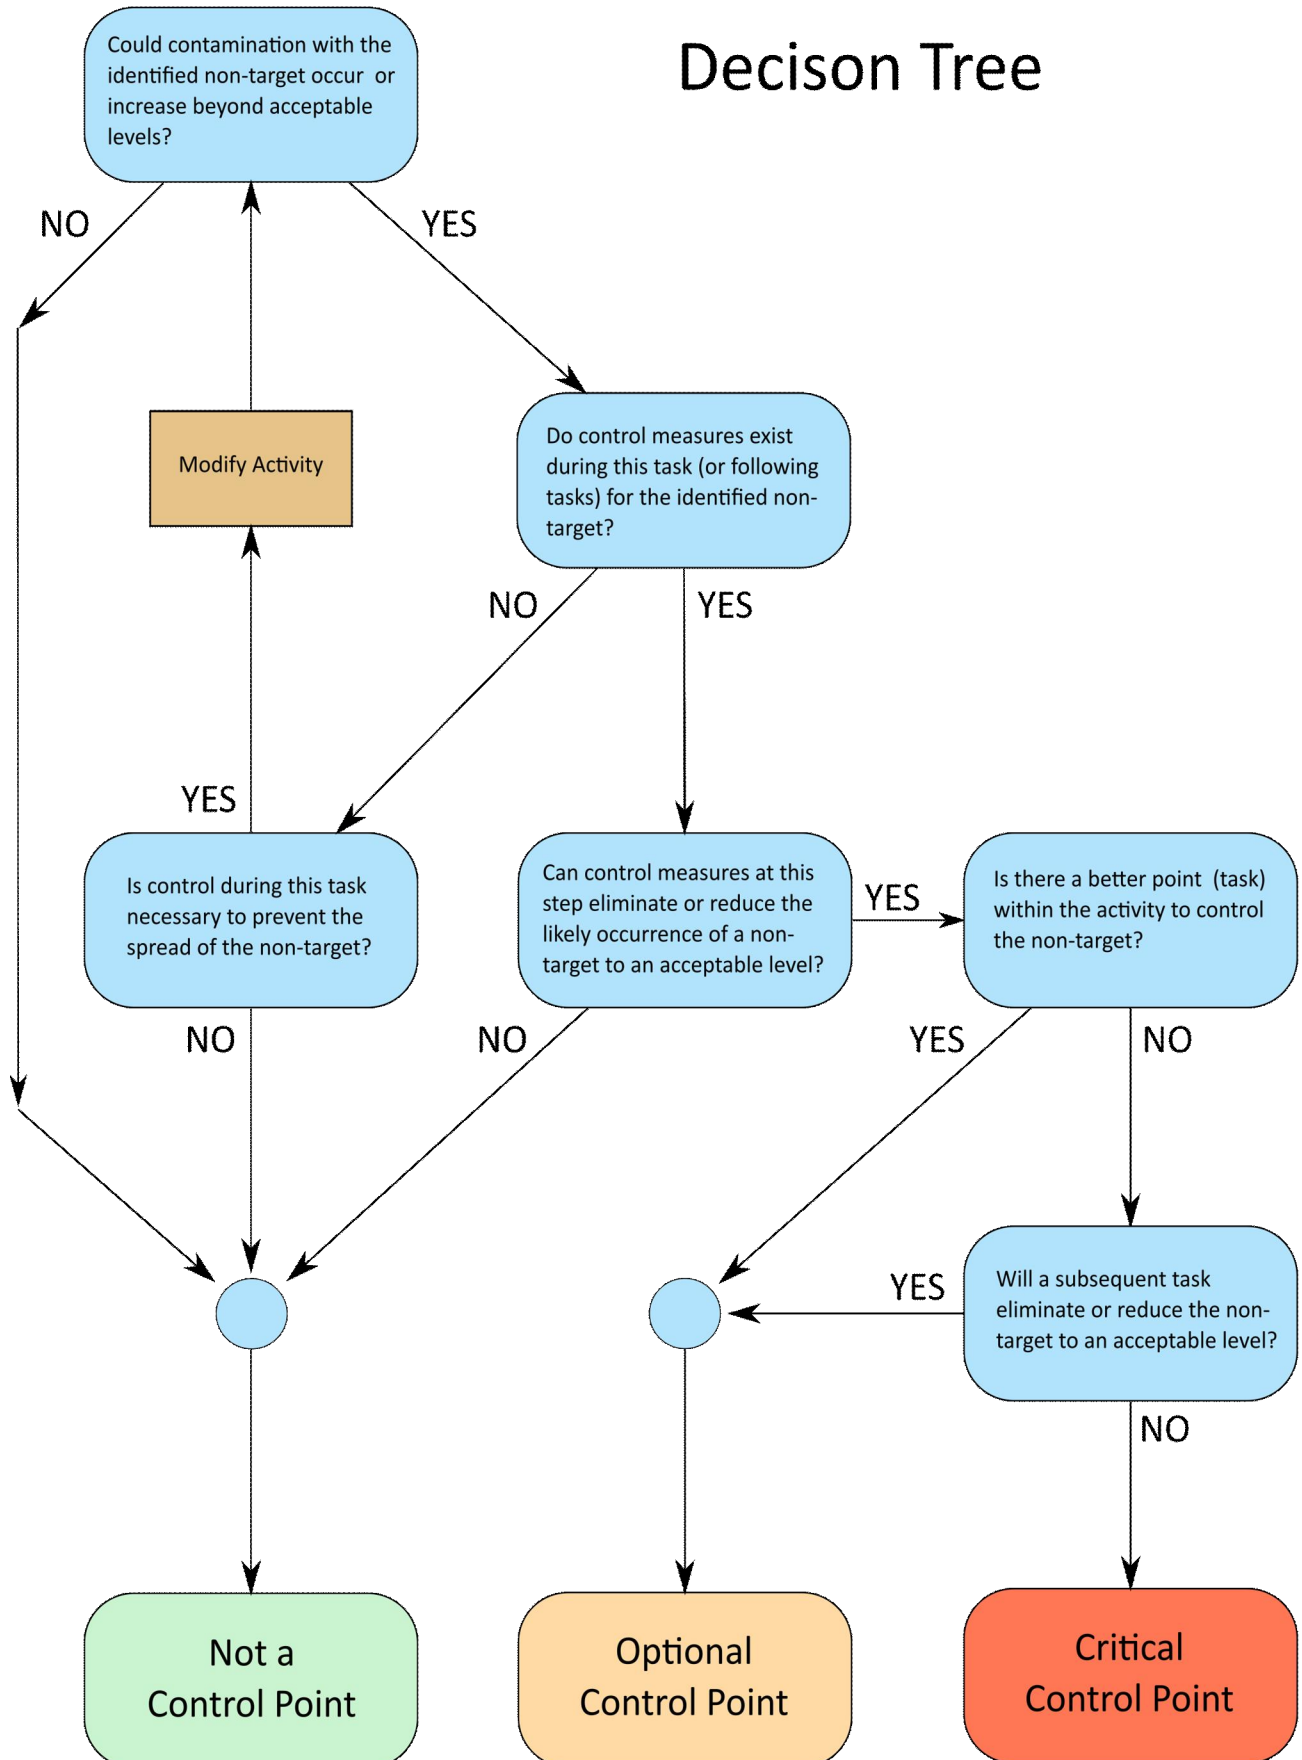 Decison Tree
Could contamination with the
identified non-target occur or
increase beyond acceptable
levels?
NO
YES
Modify Activity
Do control measures exist
during this task (or following
tasks) for the identified non-
target?
NO
YES
YES
Is control during this task
necessary to prevent the
spread of the non-target?
Can control measures at this
step eliminate or reduce the
likely occurrence of a non-
target to an acceptable level?
YES
Is there a better point (task)
within the activity to control
the non-target?
NO
NO
YES
NO
Will a subsequent task
eliminate or reduce the non-
target to an acceptable level?
YES
NO
Not a
Control Point
Optional
Control Point
Critical
Control Point